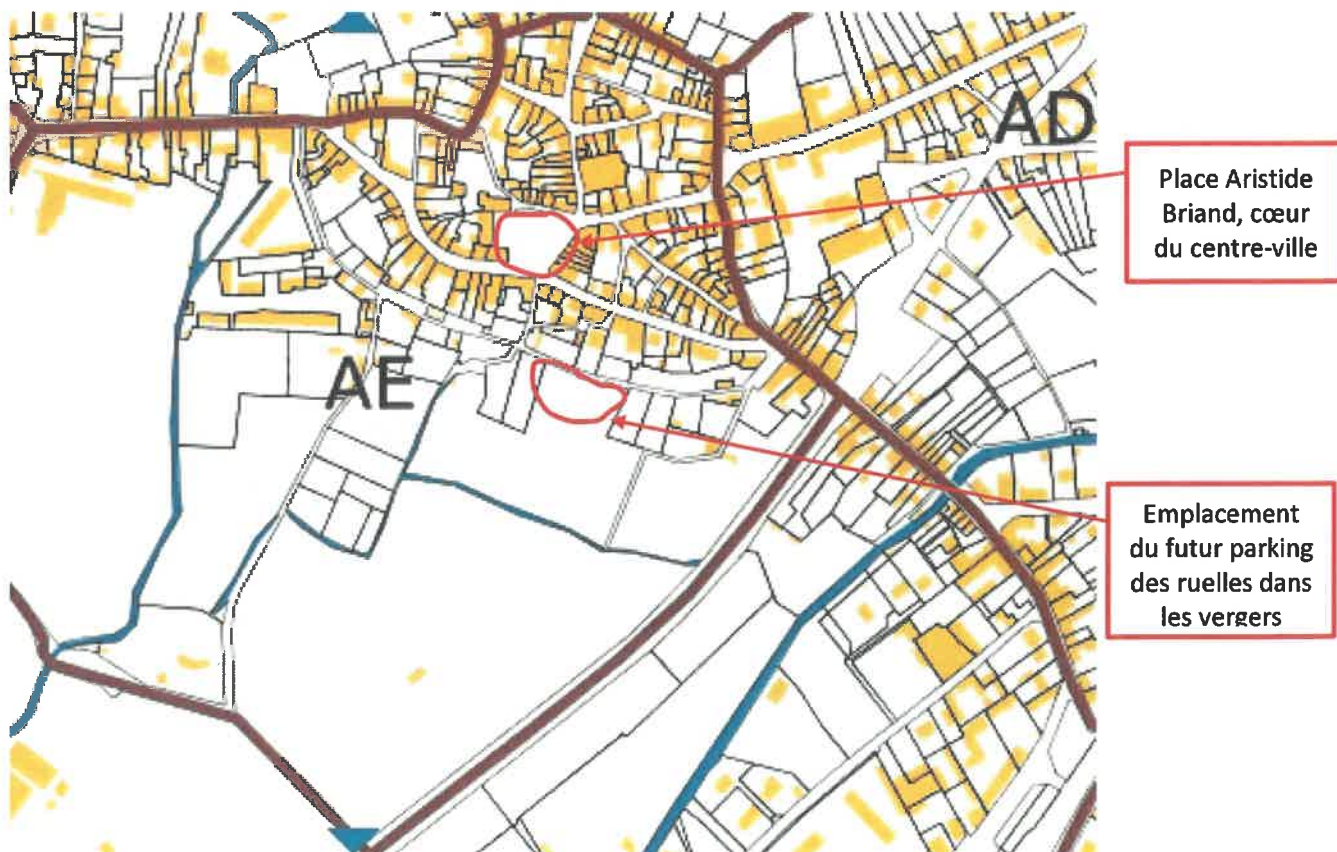 AD
Place Aristide
Briand, cœur
du centre-ville
AE
Emplacement
du futur parking
des ruelles dans
les vergers